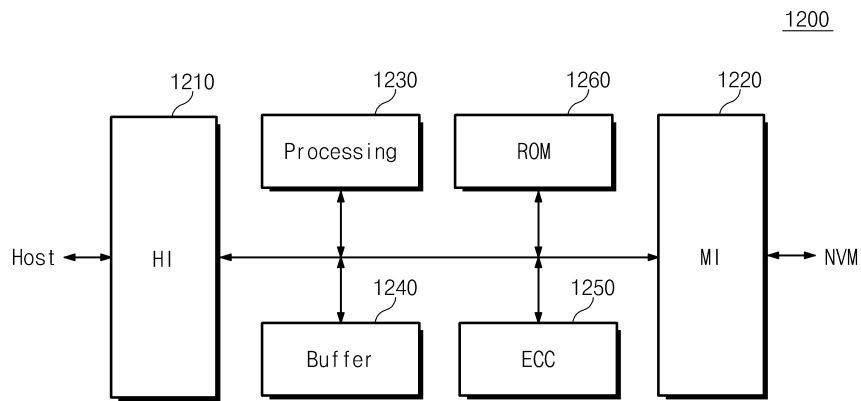 1200
1210
1230
1260
1220
Processing
ROM
Host
HI
MI
NVM
1240
1250
Buffer
ECC